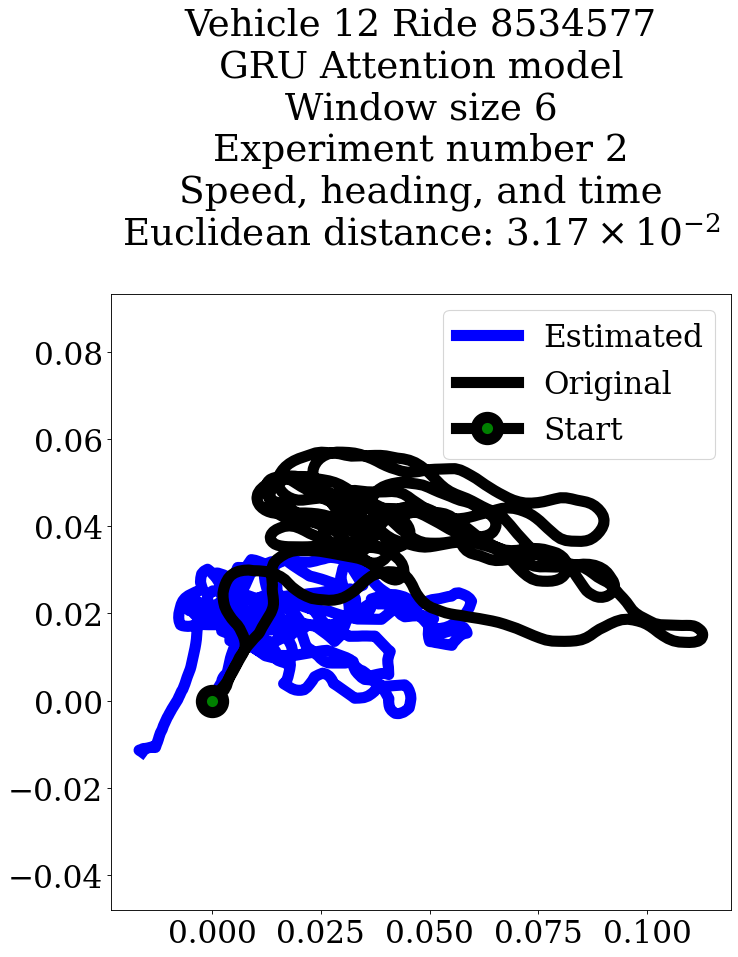 Vehicle 12 Ride 8534577
GRU Attention model
Window size 6
Experiment number 2
Speed, heading, and time
Euclidean distance: 3.17 × 10⁻²
Estimated
Original
Start
0.08
0.06
0.04
0.02
0.00
−0.02
−0.04
0.000 0.025 0.050 0.075 0.100